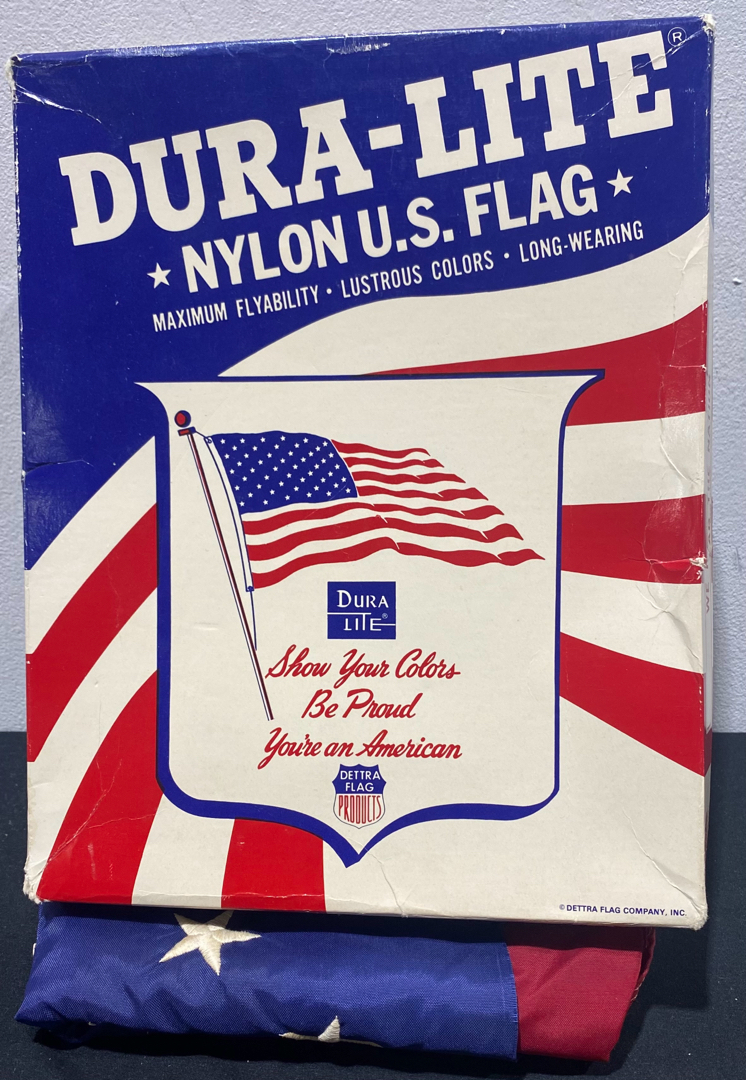 DURA-LITE®
★ NYLON U.S. FLAG ★
MAXIMUM FLYABILITY • LUSTROUS COLORS • LONG-WEARING
DURA
LITE®
Show Your Colors
Be Proud
You're an American
DETTRA
FLAG
PRODUCTS
© DETTRA FLAG COMPANY, INC.